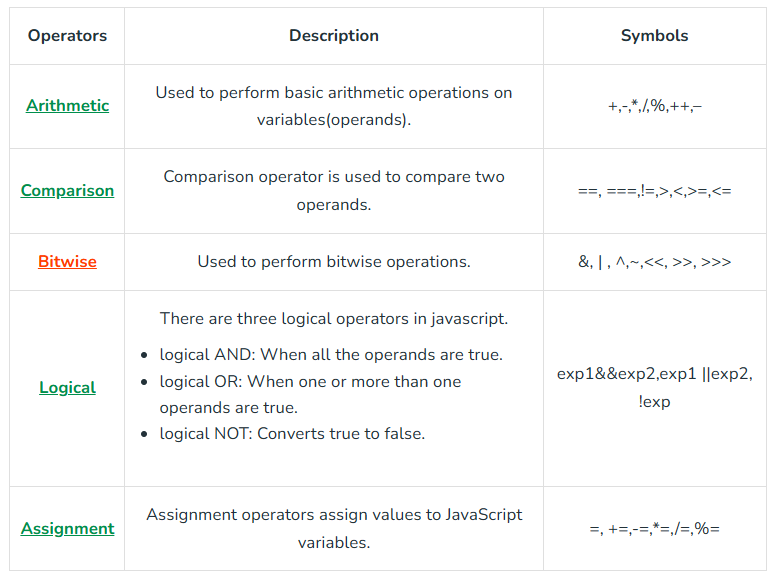 Operators Description Symbols
Arithmetic
Used to perform basic arithmetic operations on
variables(operands).
+,-,*,/,%,++,–
Comparison
Comparison operator is used to compare two
operands.
==, ===,!=,>,<,>=,<=
Bitwise
Used to perform bitwise operations.
&, | , ^,~,<<, >>, >>>
Logical
There are three logical operators in javascript.
• logical AND: When all the operands are true.
• logical OR: When one or more than one
operands are true.
• logical NOT: Converts true to false.
exp1&&exp2,exp1 ||exp2,
!exp
Assignment
Assignment operators assign values to JavaScript
variables.
=, +=,-=,*=,/=,%=